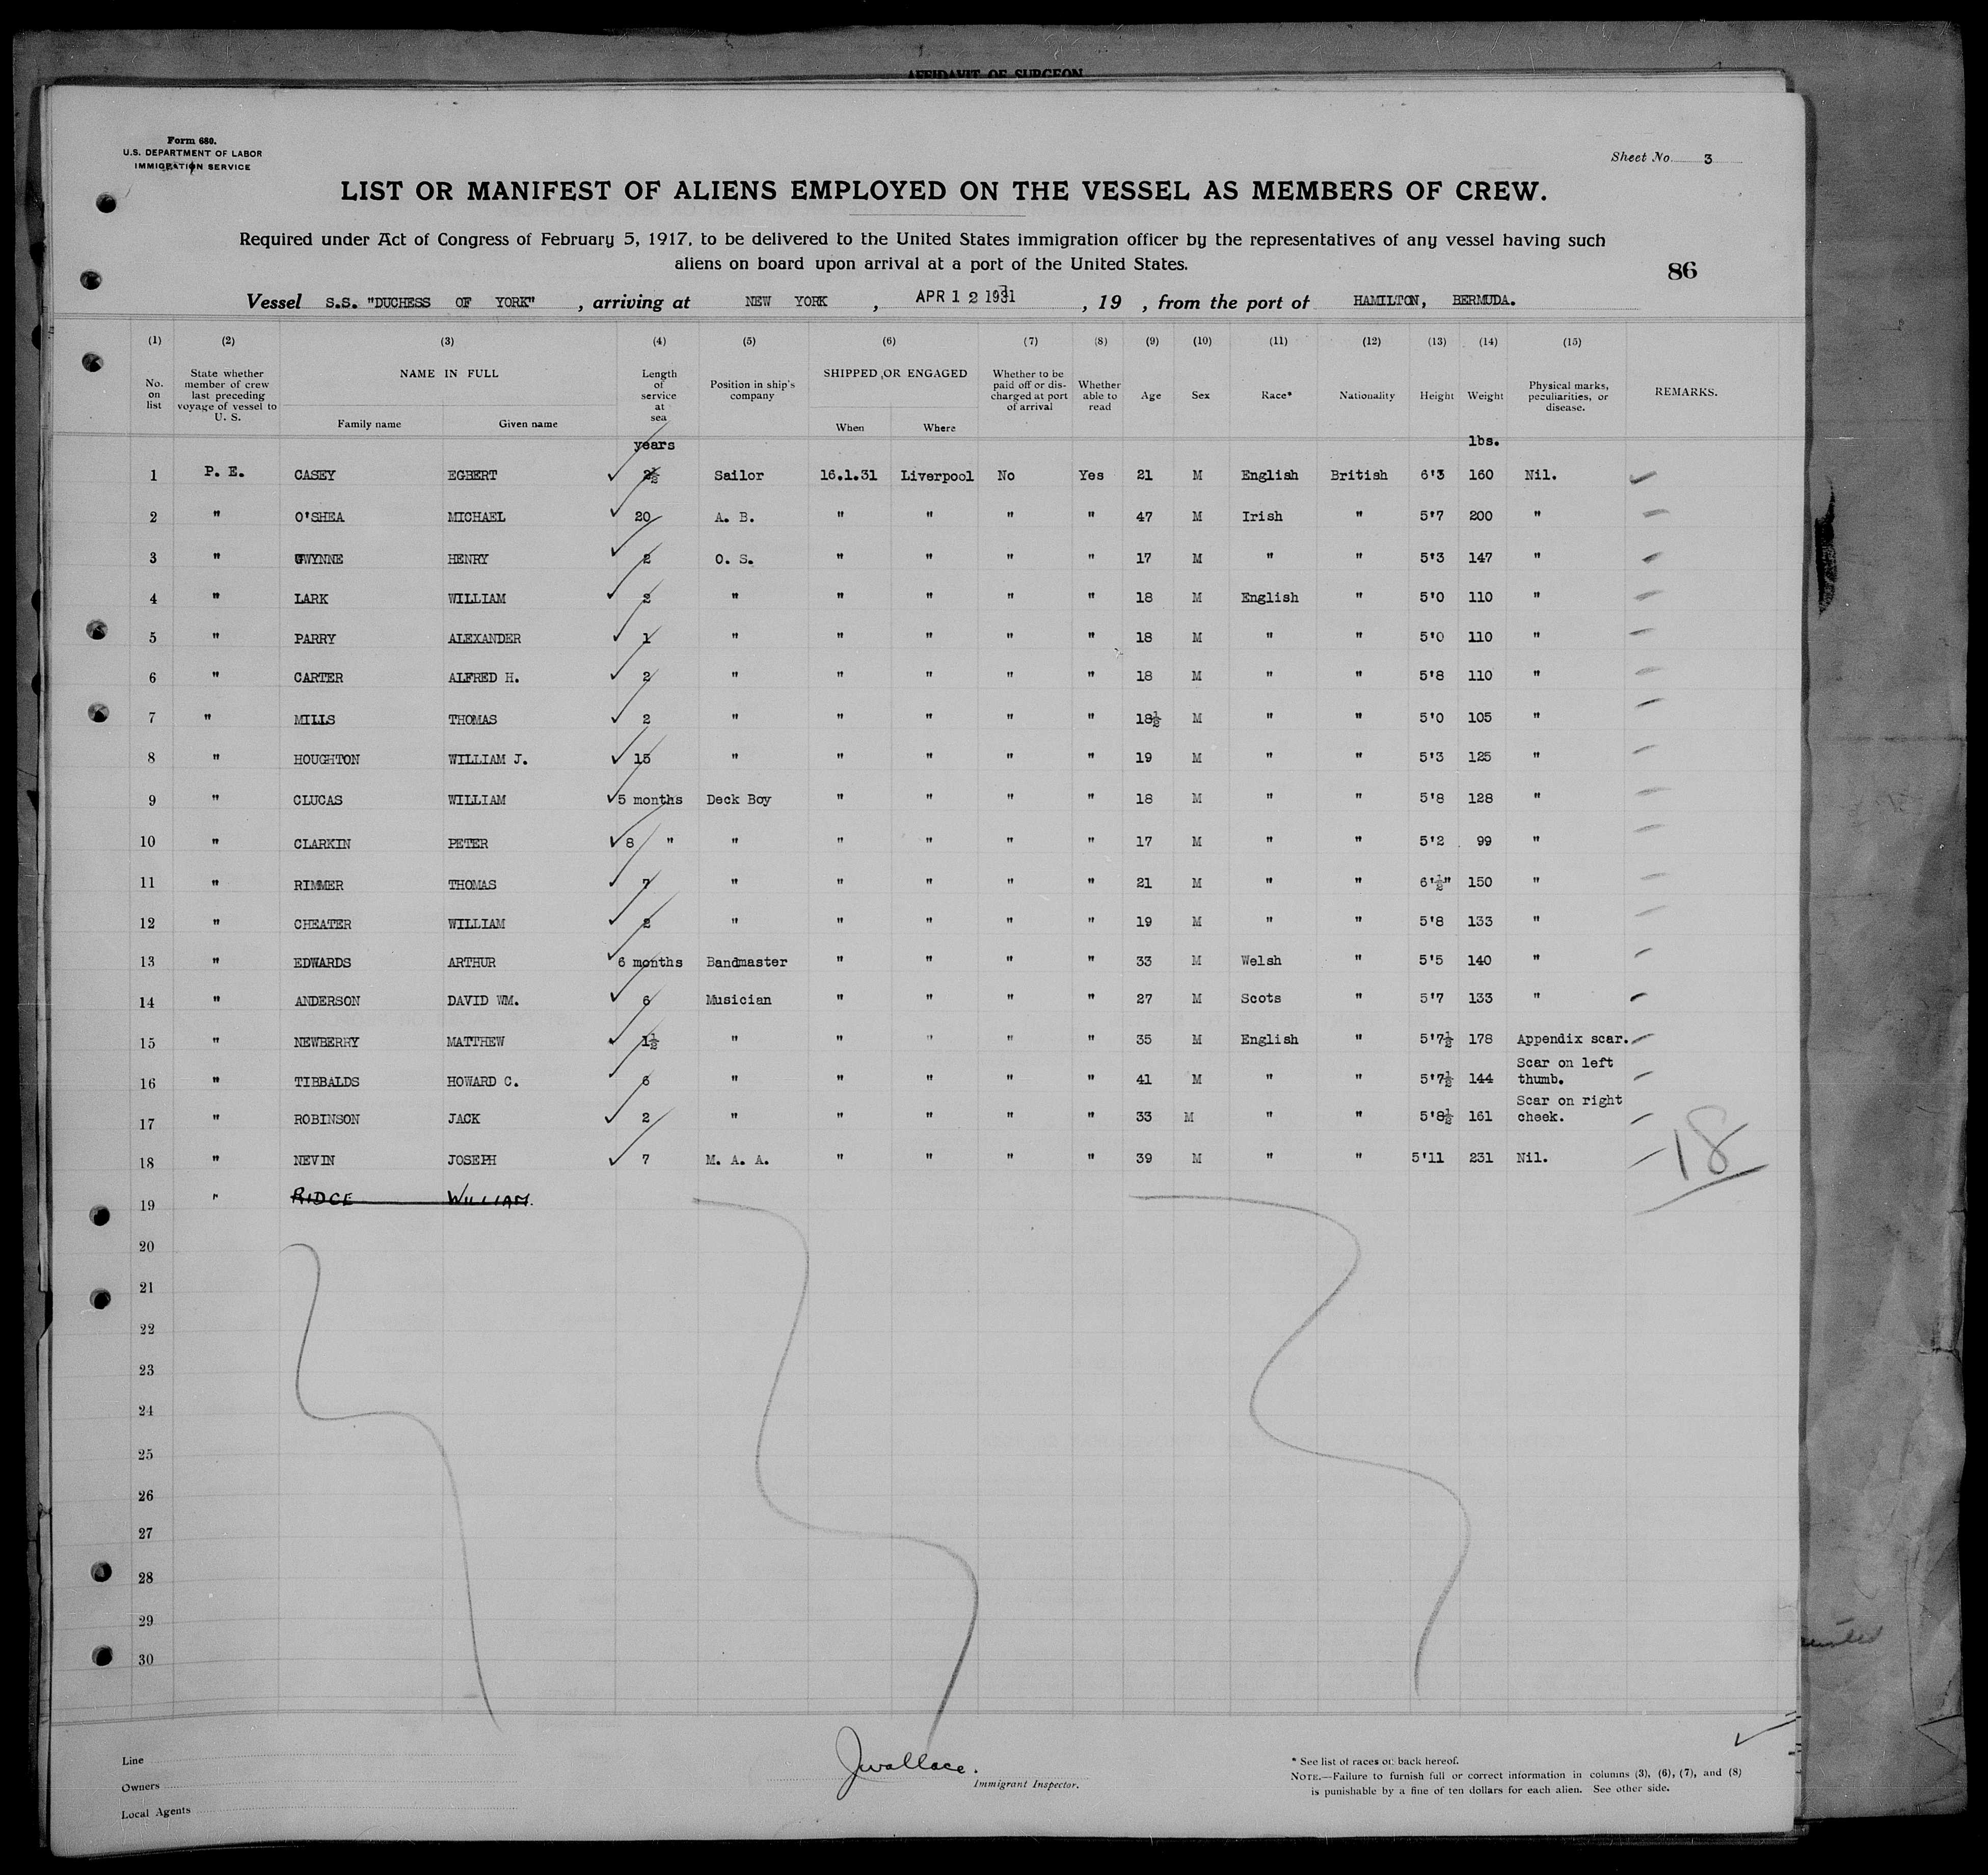 AFFIDAVIT OF SURGEON
Form 680.
U.S. DEPARTMENT OF LABOR
IMMIGRATION SERVICE
Sheet No. 3
LIST OR MANIFEST OF ALIENS EMPLOYED ON THE VESSEL AS MEMBERS OF CREW.
Required under Act of Congress of February 5, 1917, to be delivered to the United States immigration officer by the representatives of any vessel having such
aliens on board upon arrival at a port of the United States.
86
Vessel S.S. "DUCHESS OF YORK" , arriving at NEW YORK , APR 12 1931 , 19 , from the port of HAMILTON, BERMUDA.
(1) (2) (3) (4) (5) (6) (7) (8) (9) (10) (11) (12) (13) (14) (15)
No. on list
State whether member of crew last preceding voyage of vessel to U. S.
NAME IN FULL
Family name Given name
Length of service at sea
Position in ship's company
SHIPPED OR ENGAGED
When Where
Whether to be paid off or discharged at port of arrival
Whether able to read
Age Sex Race* Nationality Height Weight
Physical marks, peculiarities, or disease.
REMARKS.
years lbs.
1 P. E. CASEY EGBERT ✓ 2½ Sailor 16.1.31 Liverpool No Yes 21 M English British 6'3 160 Nil.
2 " O'SHEA MICHAEL ✓ 20 A. B. " " " " 47 M Irish " 5'7 200 "
3 " GWYNNE HENRY ✓ 2 O. S. " " " " 17 M " " 5'3 147 "
4 " LARK WILLIAM ✓ 2 " " " " " 18 M English " 5'0 110 "
5 " PARRY ALEXANDER ✓ 1 " " " " " 18 M " " 5'0 110 "
6 " CARTER ALFRED H. ✓ 2 " " " " " 18 M " " 5'8 110 "
7 " MILLS THOMAS ✓ 2 " " " " " 18½ M " " 5'0 105 "
8 " HOUGHTON WILLIAM J. ✓ 15 " " " " " 19 M " " 5'3 125 "
9 " CLUCAS WILLIAM ✓ 5 months Deck Boy " " " " 18 M " " 5'8 128 "
10 " CLARKIN PETER ✓ 8 " " " " " " 17 M " " 5'2 99 "
11 " RIMMER THOMAS ✓ 7 " " " " " 21 M " " 6'½" 150 "
12 " CHEATER WILLIAM ✓ 2 " " " " " 19 M " " 5'8 133 "
13 " EDWARDS ARTHUR ✓ 6 months Bandmaster " " " " 33 M Welsh " 5'5 140 "
14 " ANDERSON DAVID WM. ✓ 6 Musician " " " " 27 M Scots " 5'7 133 "
15 " NEWBERRY MATTHEW ✓ 1½ " " " " " 35 M English " 5'7½ 178 Appendix scar.
16 " TIBBALDS HOWARD C. ✓ 6 " " " " " 41 M " " 5'7½ 144 Scar on left thumb.
17 " ROBINSON JACK ✓ 2 " " " " " 33 M " " 5'8½ 161 Scar on right cheek.
18 " NEVIN JOSEPH ✓ 7 M. A. A. " " " " 39 M " " 5'11 231 Nil.
18
19 " RIDGE WILLIAM.
20
21
22
23
24
25
26
27
28
29
30
Line
Owners
Local Agents
J Wallace.
Immigrant Inspector.
* See list of races on back hereof.
NOTE.—Failure to furnish full or correct information in columns (3), (6), (7), and (8)
is punishable by a fine of ten dollars for each alien. See other side.